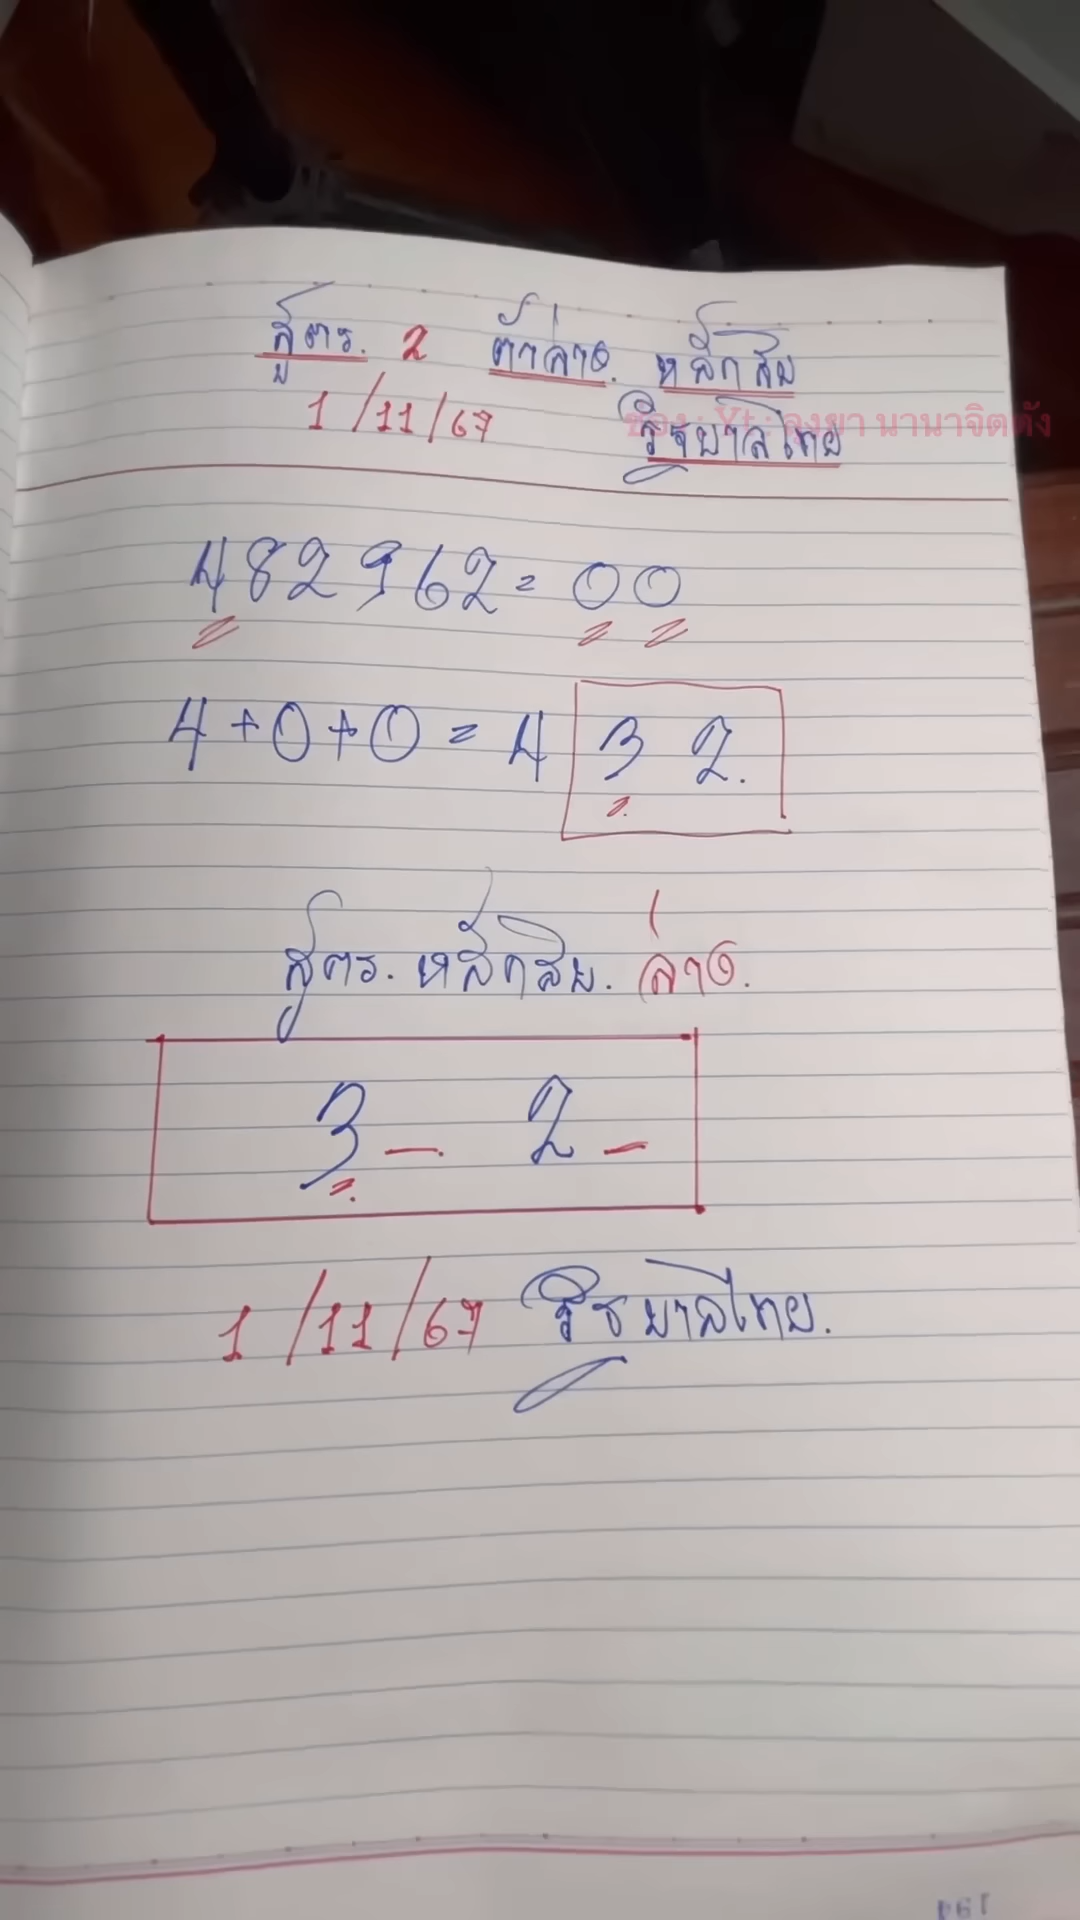 สูตร. 2 ตัวล่าง. หลักสิบ
1/11/67 รัฐบาลไทย
ช่อง : Yt : ลุงยา นานาจิตตัง
482962 = 00
4+0+0 = 4 3 2.
สูตร. หลักสิบ. ล่าง.
3 - 2 -
1/11/67 รัฐบาลไทย.
194